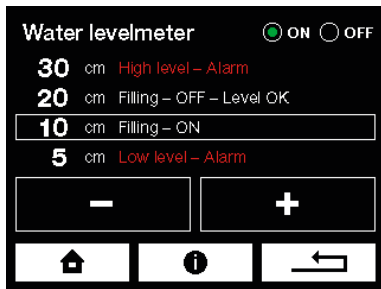 Water levelmeter ON OFF
30 cm High level – Alarm
20 cm Filling – OFF – Level OK
10 cm Filling – ON
5 cm Low level – Alarm
– +